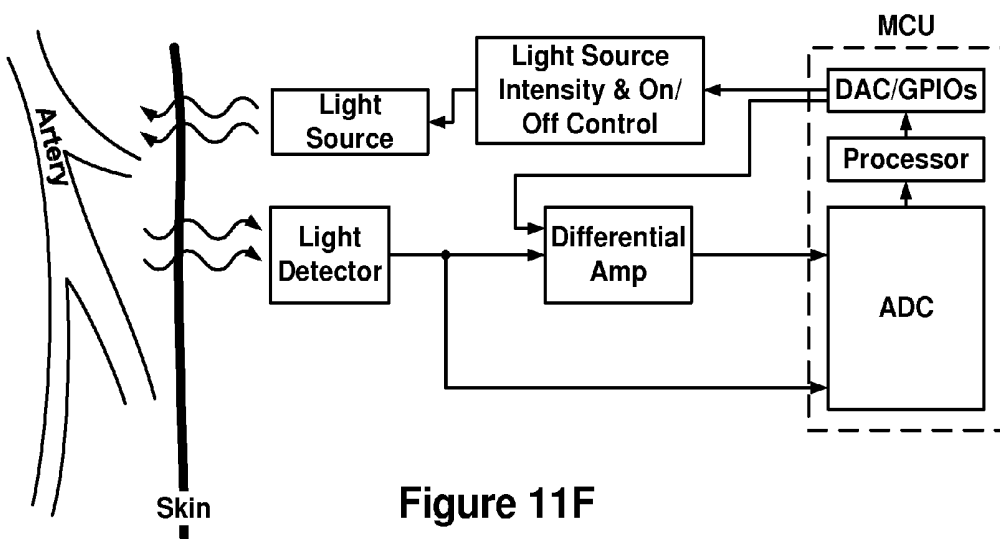 MCU
Light Source
Intensity & On/
Off Control
DAC/GPIOs
Light
Source
Processor
Artery
Light
Detector
Differential
Amp
ADC
Skin
Figure 11F